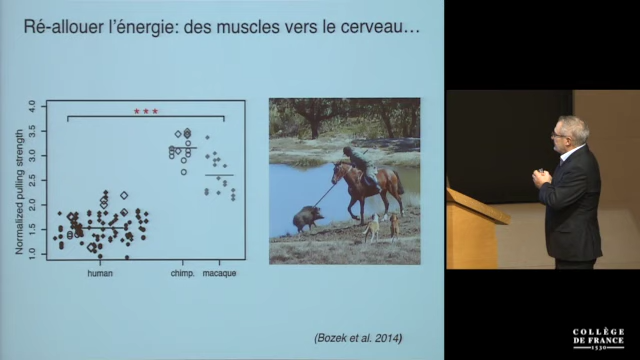 Ré-allouer l'énergie: des muscles vers le cerveau…
***
Normalized pulling strength
4.0
3.5
3.0
2.5
2.0
1.5
1.0
human
chimp.
macaque
(Bozek et al. 2014)
COLLÈGE
DE FRANCE
1530